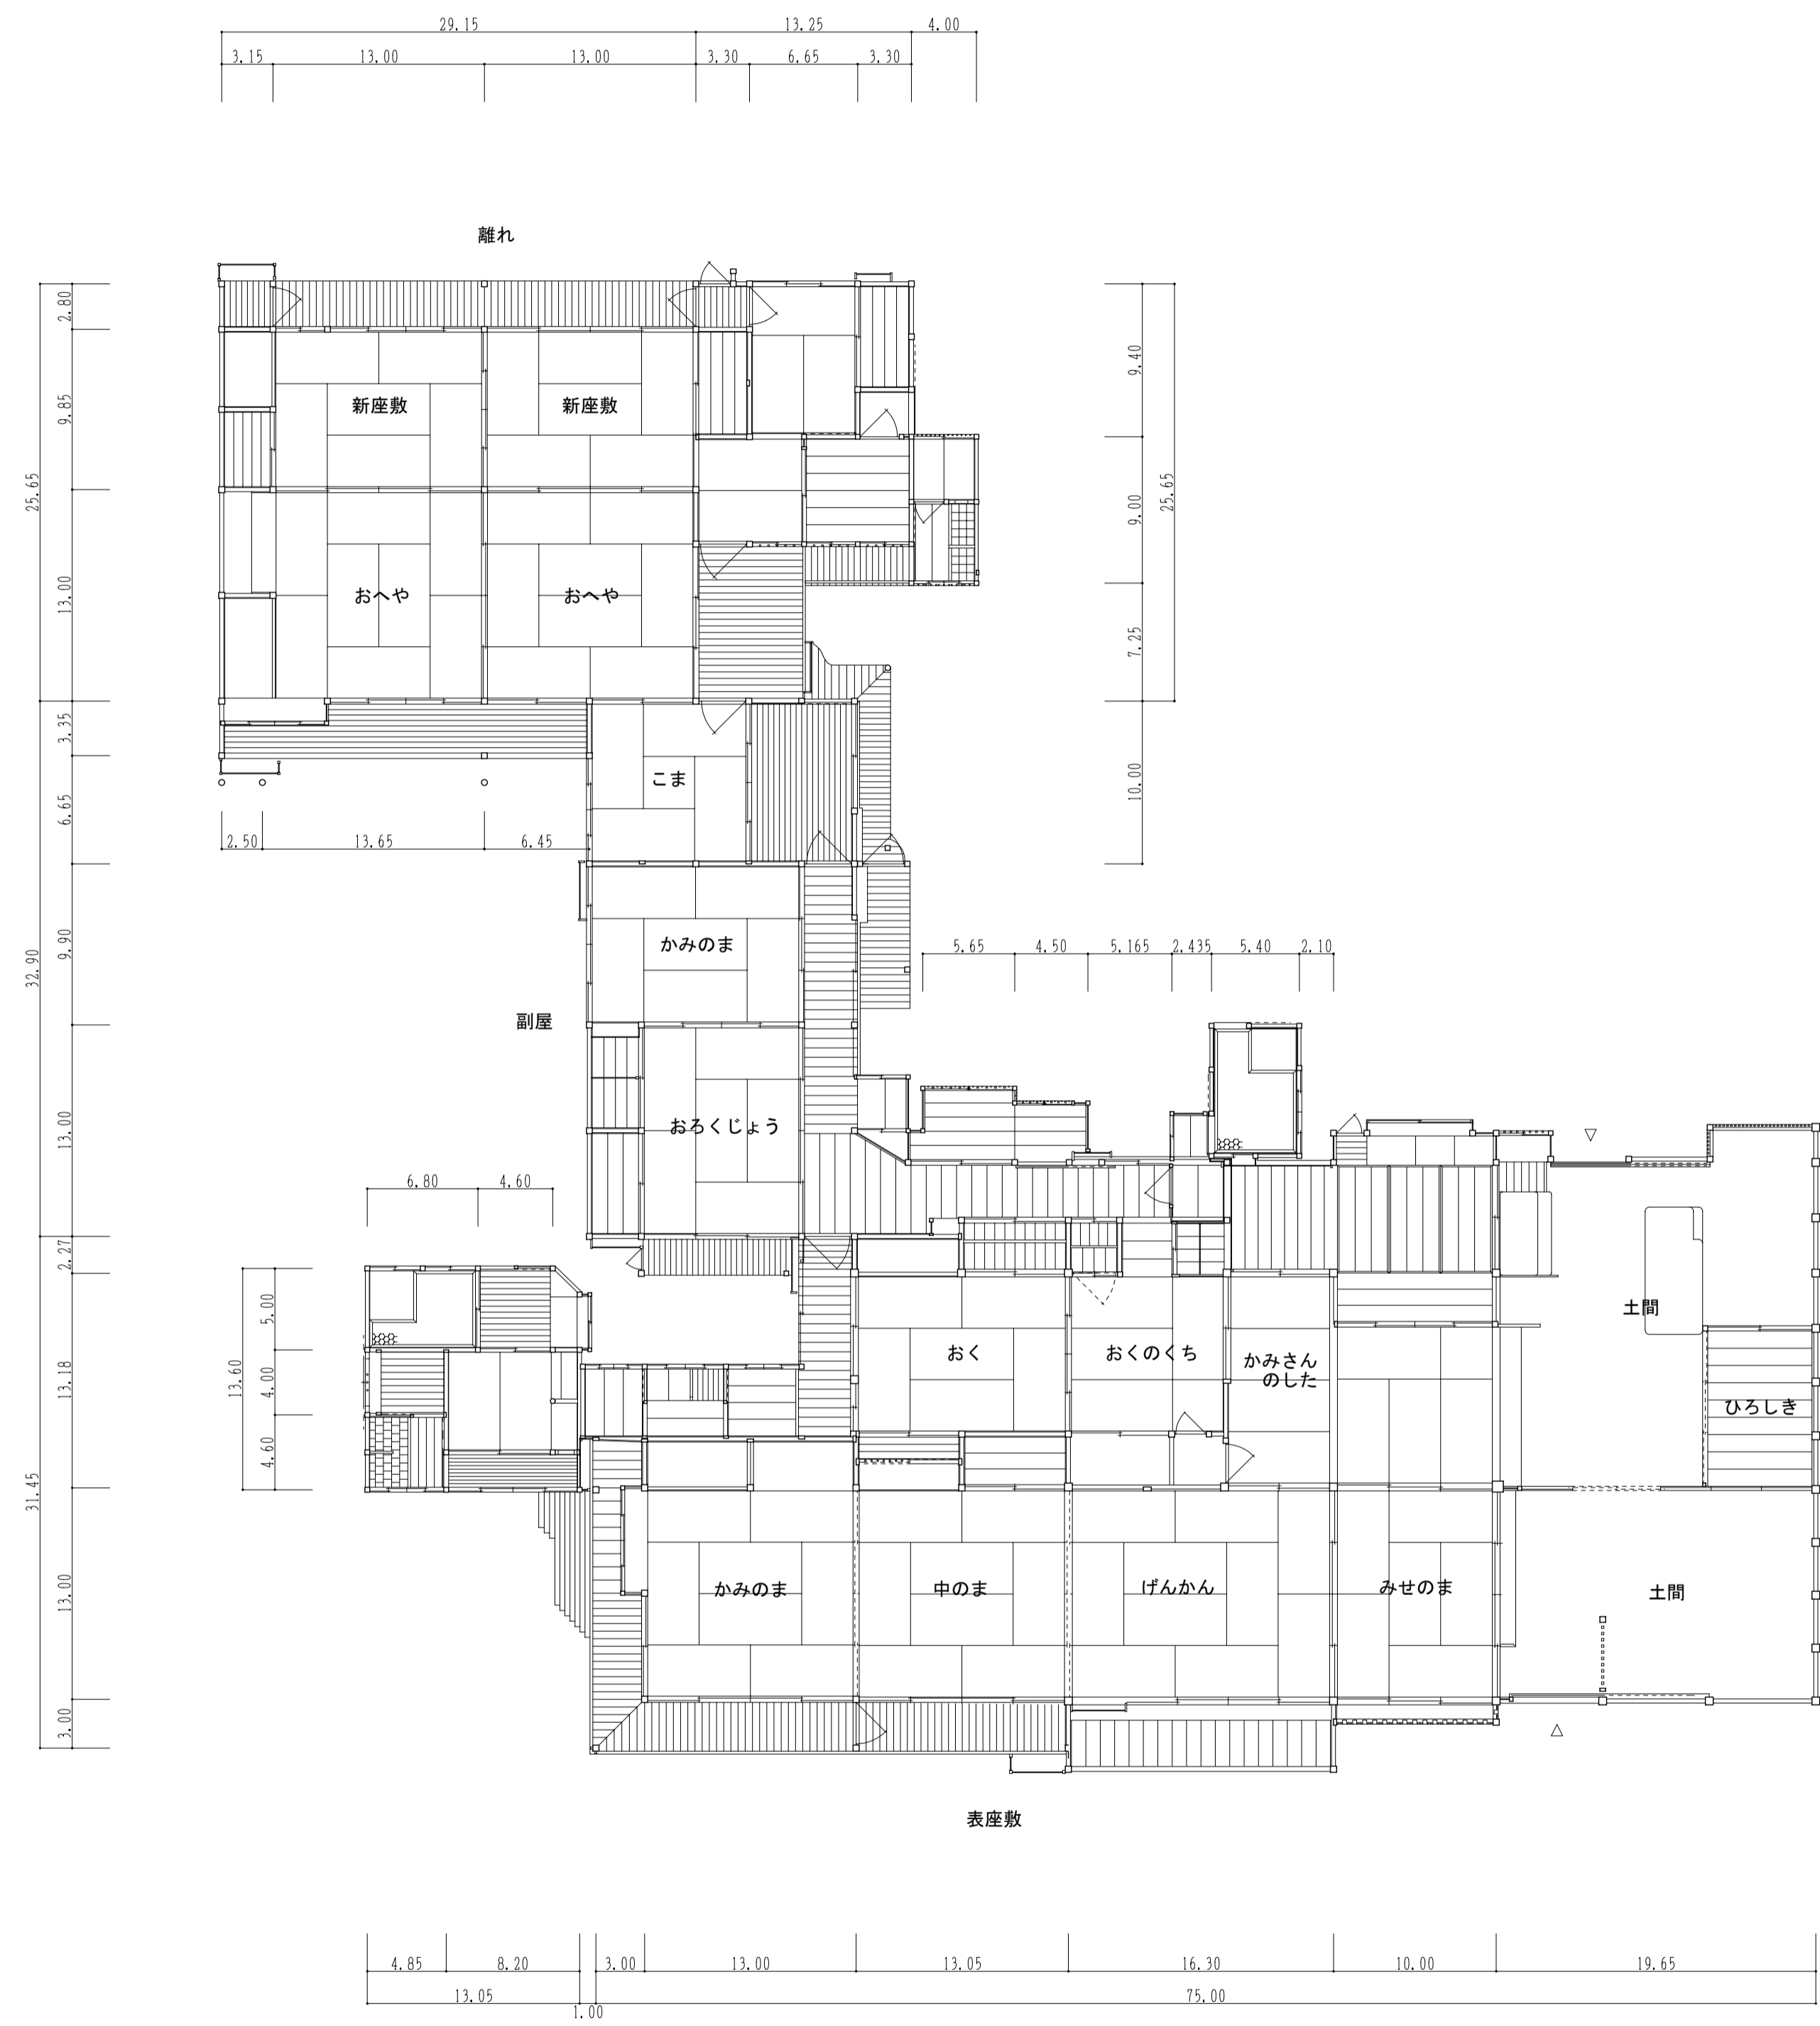 29.15 13.25 4.00
3.15 13.00 13.00 3.30 6.65 3.30
離れ
2.80
9.85
25.65
13.00
9.40
9.00
25.65
7.25
新座敷 新座敷
おへや おへや
3.35
6.65
10.00
こま
2.50 13.65 6.45
32.90
9.90
かみのま
5.65 4.50 5.165 2.435 5.40 2.10
副屋
13.00
おろくじょう
6.80 4.60
2.27
13.60
5.00
4.00
4.60
13.18
土間
おく おくのくち かみさん
のした
ひろしき
31.45
13.00
かみのま 中のま げんかん みせのま 土間
3.00
表座敷
4.85 8.20 3.00 13.00 13.05 16.30 10.00 19.65
13.05 75.00
1.00